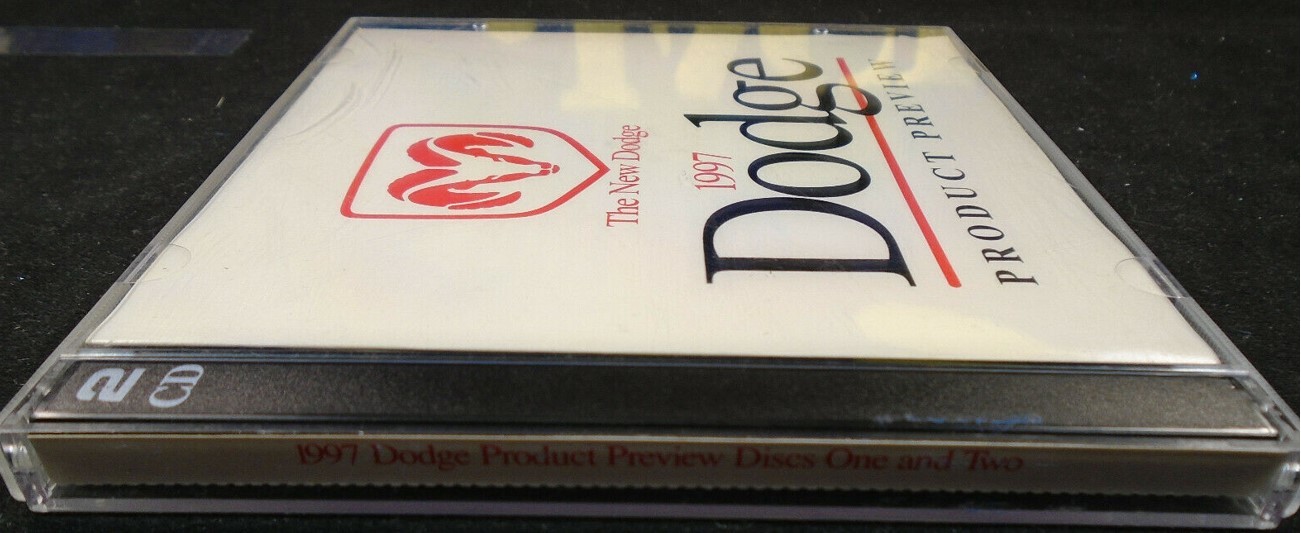 The New Dodge
1997
Dodge
PRODUCT PREVIEW
2
CD
1997 Dodge Product Preview Discs One and Two